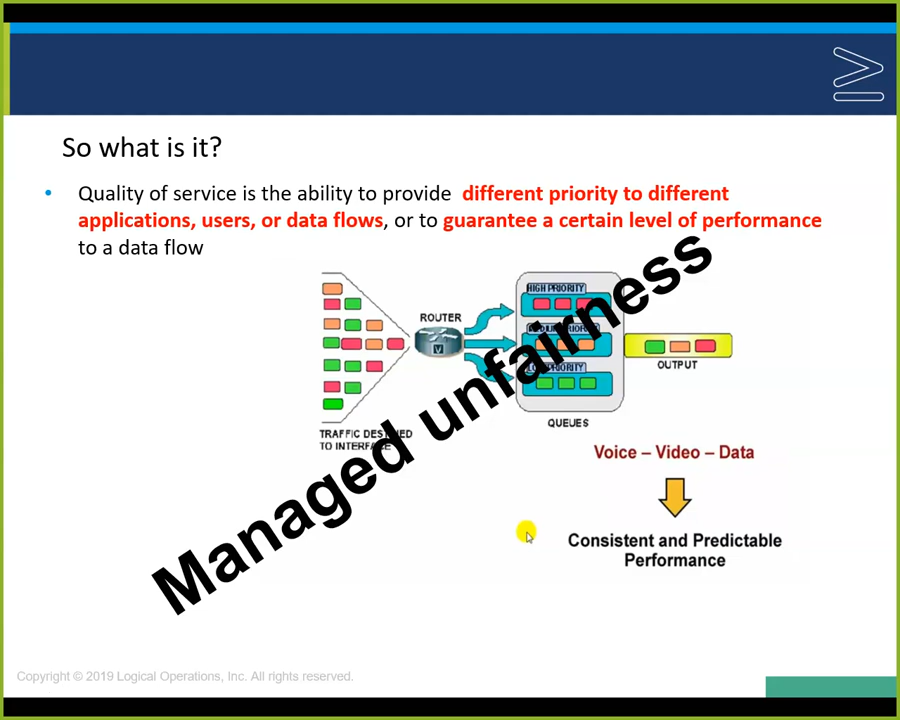 So what is it?
• Quality of service is the ability to provide different priority to different
applications, users, or data flows, or to guarantee a certain level of performance
to a data flow
Managed unfairness
HIGH PRIORITY
ROUTER
V
PRIORITY
PRIORITY
OUTPUT
QUEUES
TRAFFIC DESTINED
TO INTERFACE
Voice – Video – Data
Consistent and Predictable
Performance
Copyright © 2019 Logical Operations, Inc. All rights reserved.